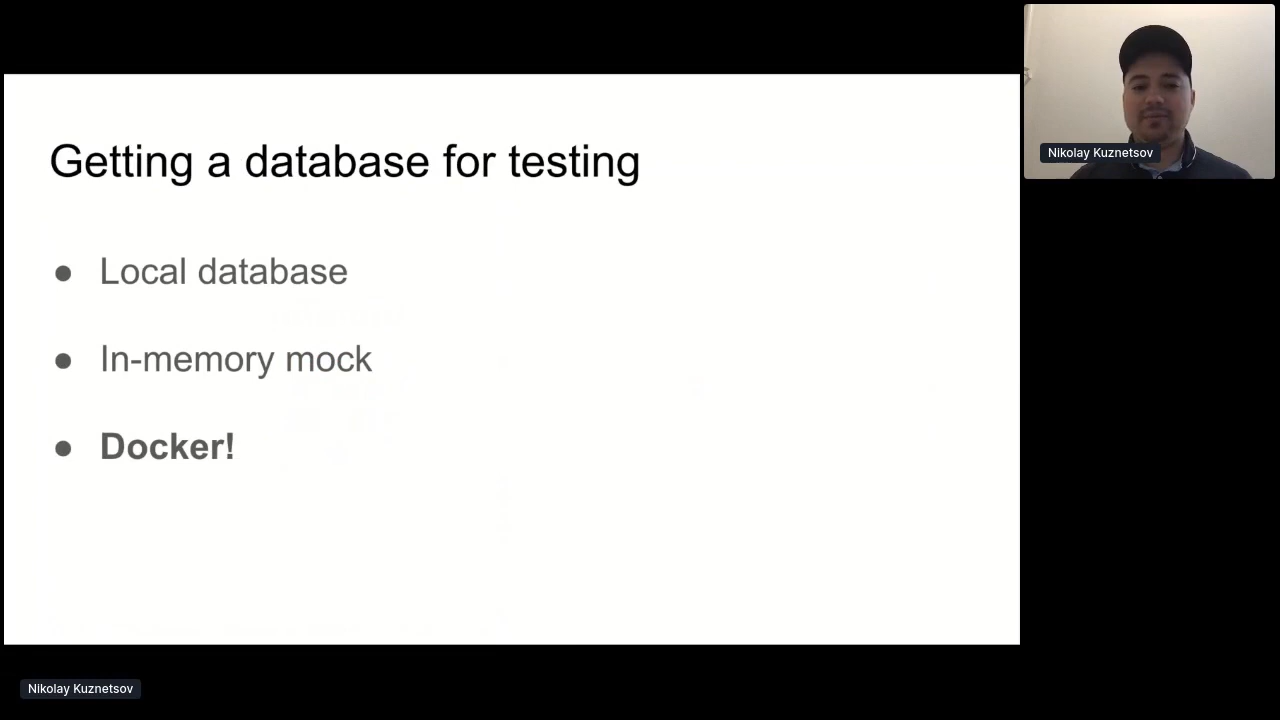 Getting a database for testing
● Local database
● In-memory mock
● Docker!
Nikolay Kuznetsov
Nikolay Kuznetsov